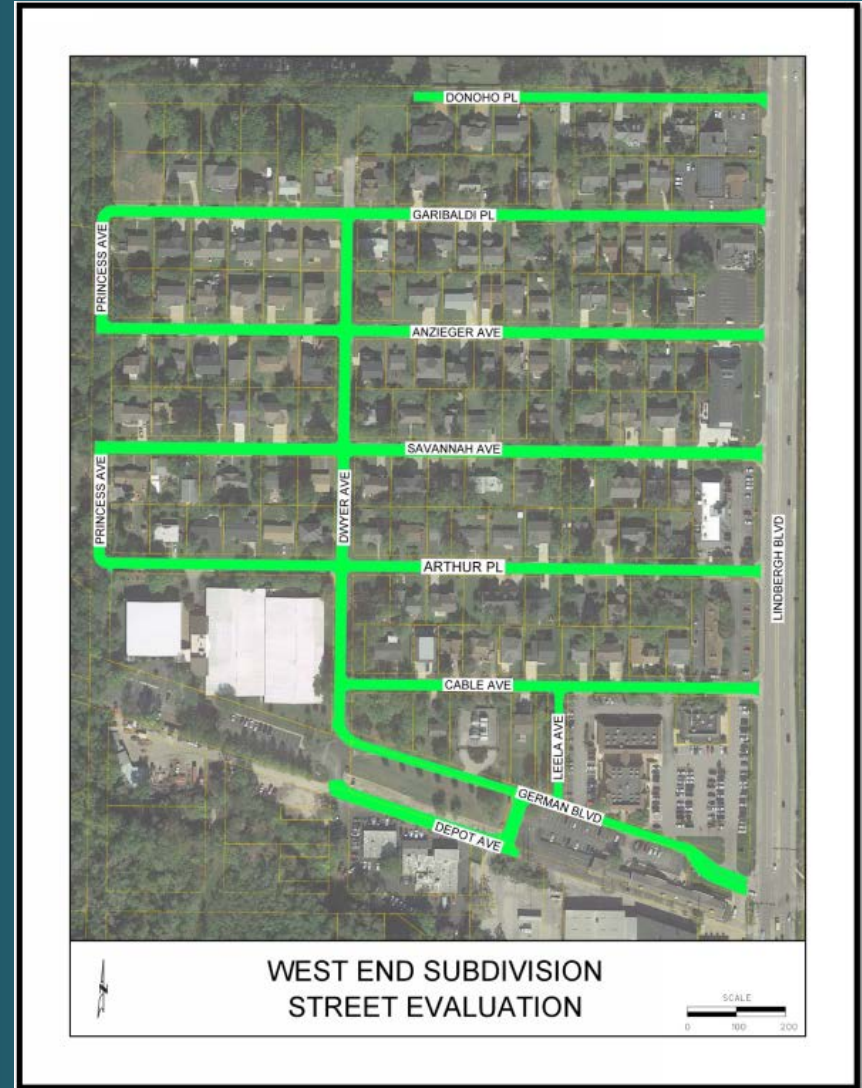 DONOHO PL
GARIBALDI PL
PRINCESS AVE
ANZIEGER AVE
SAVANNAH AVE
PRINCESS AVE
DWYER AVE
ARTHUR PL
LINDBERGH BLVD
CABLE AVE
LEELA AVE
GERMAN BLVD
DEPOT AVE
N
WEST END SUBDIVISION
STREET EVALUATION
SCALE
0 100 200